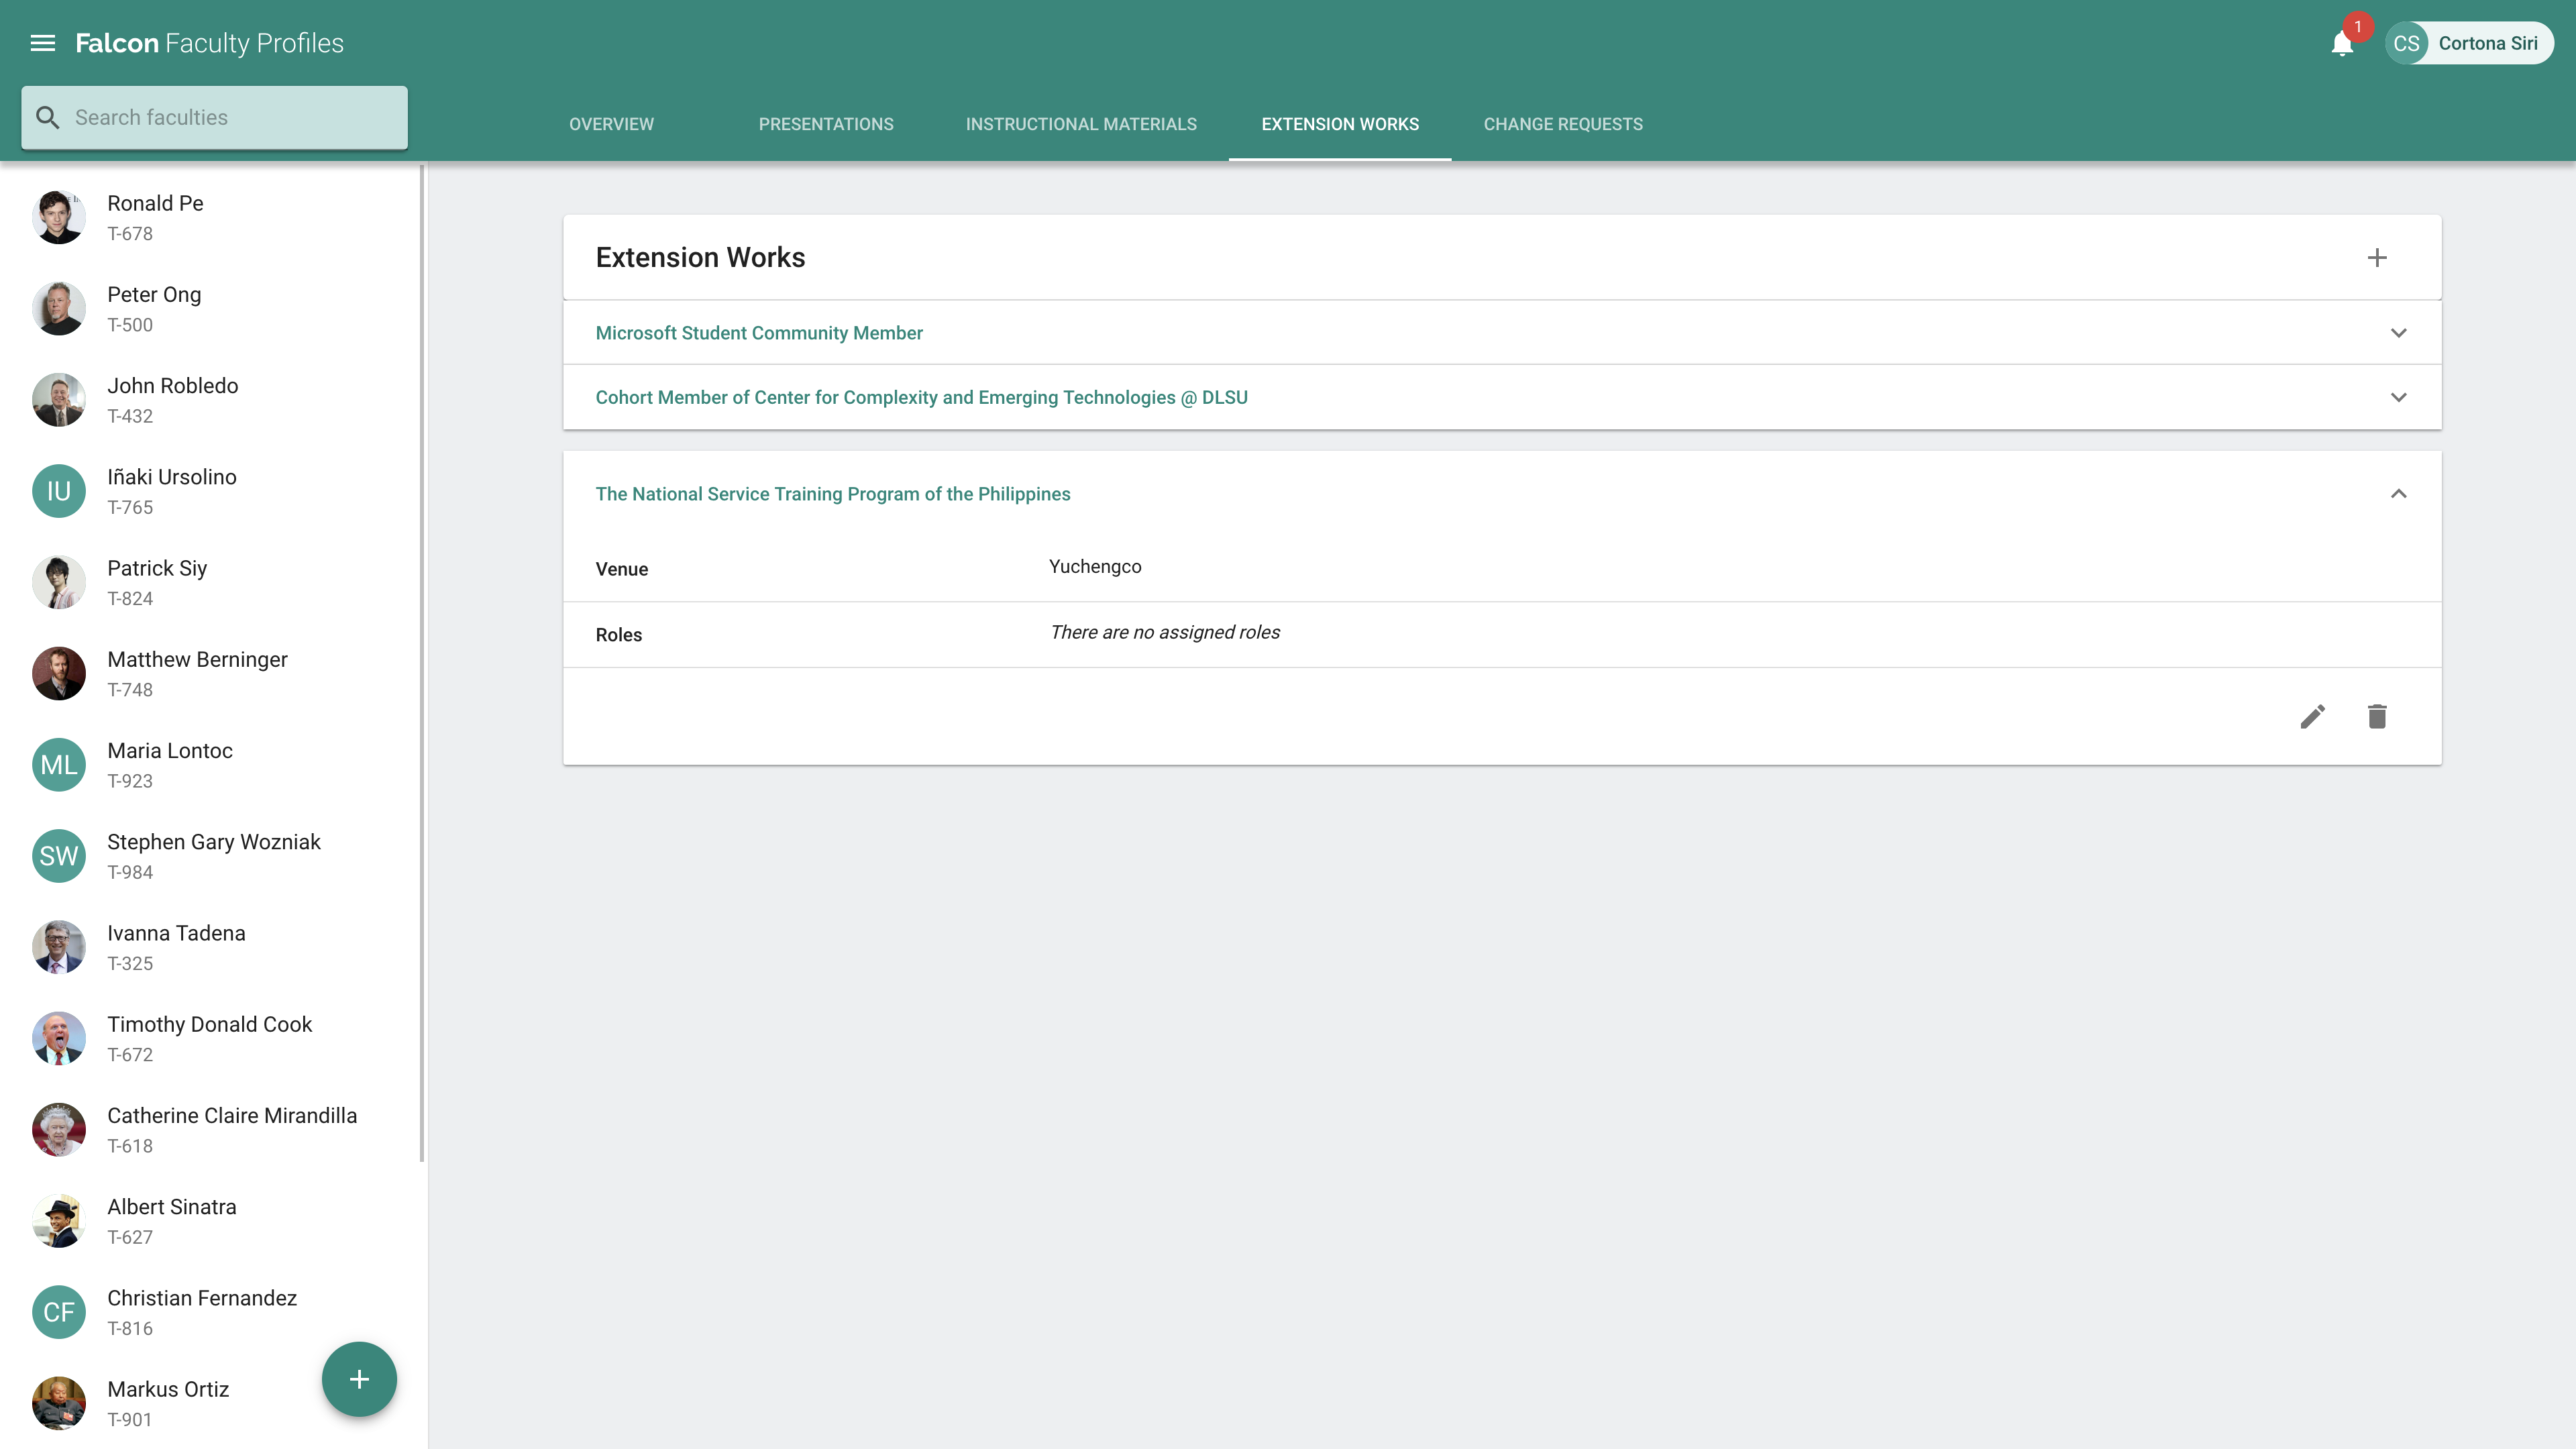 Falcon Faculty Profiles
1
CS Cortona Siri
Search faculties
OVERVIEW
PRESENTATIONS
INSTRUCTIONAL MATERIALS
EXTENSION WORKS
CHANGE REQUESTS
Ronald Pe
T-678
Peter Ong
T-500
John Robledo
T-432
IU
Iñaki Ursolino
T-765
Patrick Siy
T-824
Matthew Berninger
T-748
ML
Maria Lontoc
T-923
SW
Stephen Gary Wozniak
T-984
Ivanna Tadena
T-325
Timothy Donald Cook
T-672
Catherine Claire Mirandilla
T-618
Albert Sinatra
T-627
CF
Christian Fernandez
T-816
Markus Ortiz
T-901
Extension Works
Microsoft Student Community Member
Cohort Member of Center for Complexity and Emerging Technologies @ DLSU
The National Service Training Program of the Philippines
Venue Yuchengco
Roles There are no assigned roles